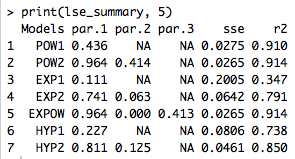 > print(lse_summary, 5)
Models par.1 par.2 par.3 sse r2
1 POW1 0.436 NA NA 0.0275 0.910
2 POW2 0.964 0.414 NA 0.0265 0.914
3 EXP1 0.111 NA NA 0.2005 0.347
4 EXP2 0.741 0.063 NA 0.0642 0.791
5 EXPOW 0.964 0.000 0.413 0.0265 0.914
6 HYP1 0.227 NA NA 0.0806 0.738
7 HYP2 0.811 0.125 NA 0.0461 0.850